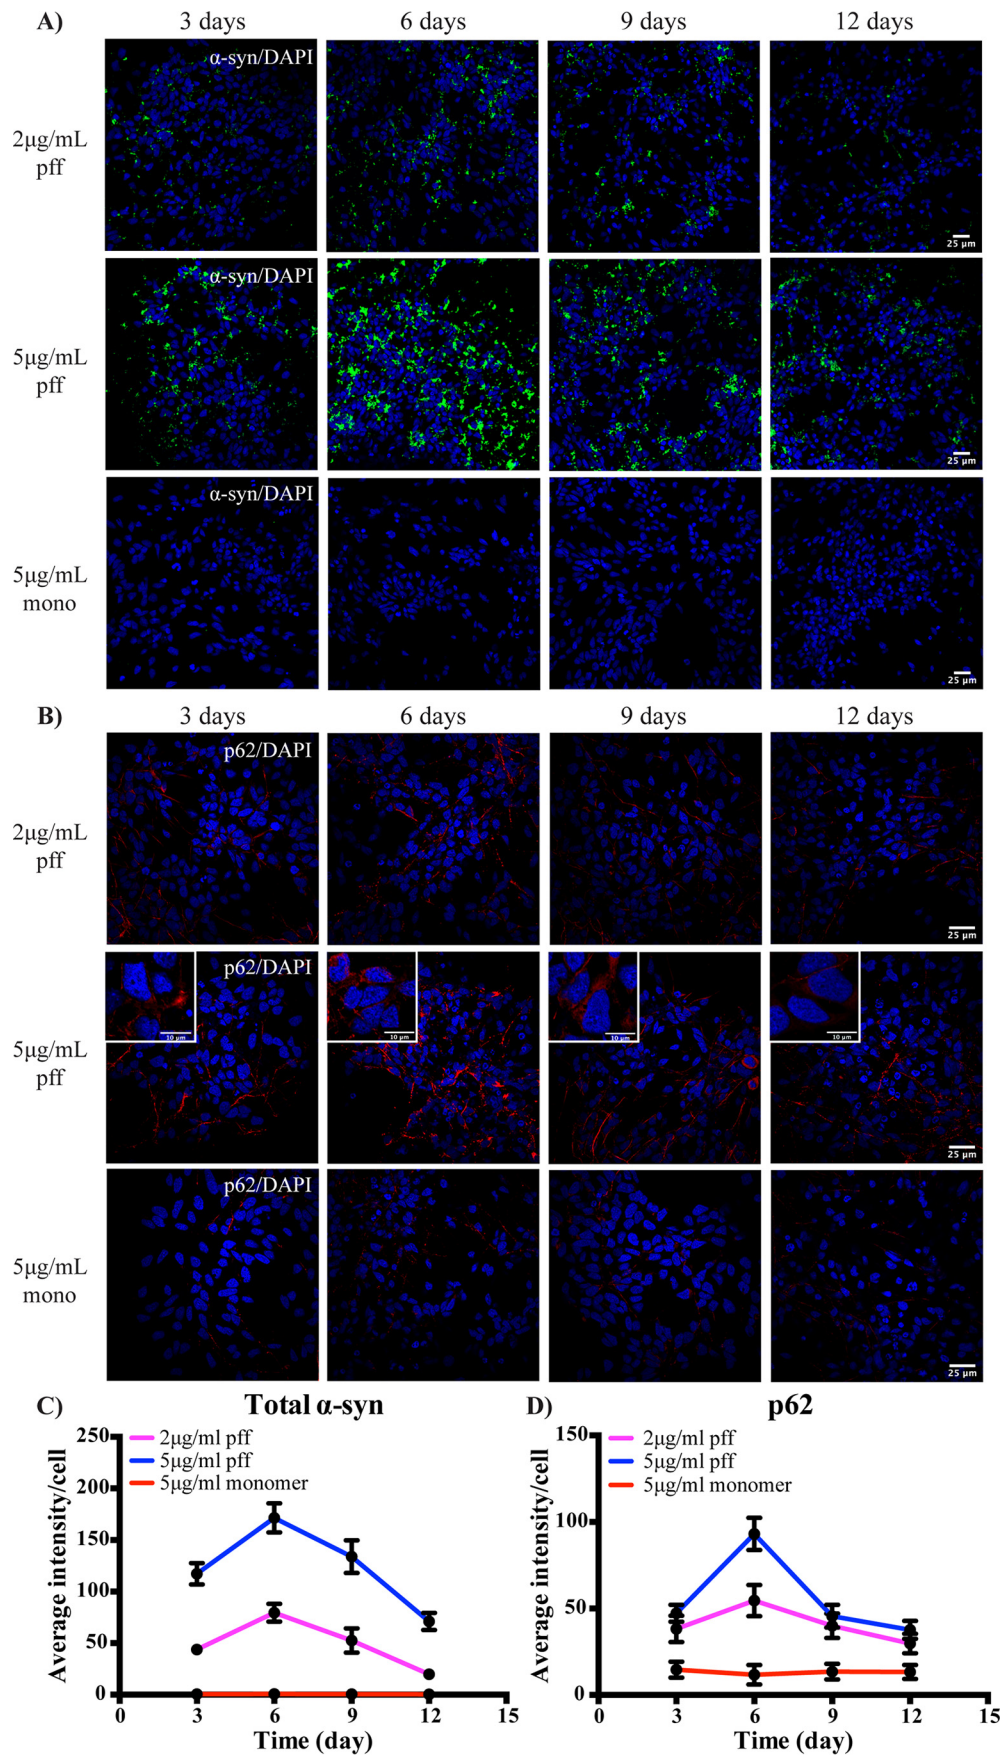 A) 3 days 6 days 9 days 12 days
α-syn/DAPI
2µg/mL
pff
25 µm
α-syn/DAPI
5µg/mL
pff
25 µm
α-syn/DAPI
5µg/mL
mono
25 µm
B) 3 days 6 days 9 days 12 days
p62/DAPI
2µg/mL
pff
25 µm
p62/DAPI
10 µm 10 µm 10 µm 10 µm
5µg/mL
pff
25 µm
p62/DAPI
5µg/mL
mono
25 µm
C) Total α-syn
2µg/ml pff
5µg/ml pff
5µg/ml monomer
Average intensity/cell
250
200
150
100
50
0
0 3 6 9 12 15
Time (day)
D) p62
2µg/ml pff
5µg/ml pff
5µg/ml monomer
Average intensity/cell
150
100
50
0
0 3 6 9 12 15
Time (day)